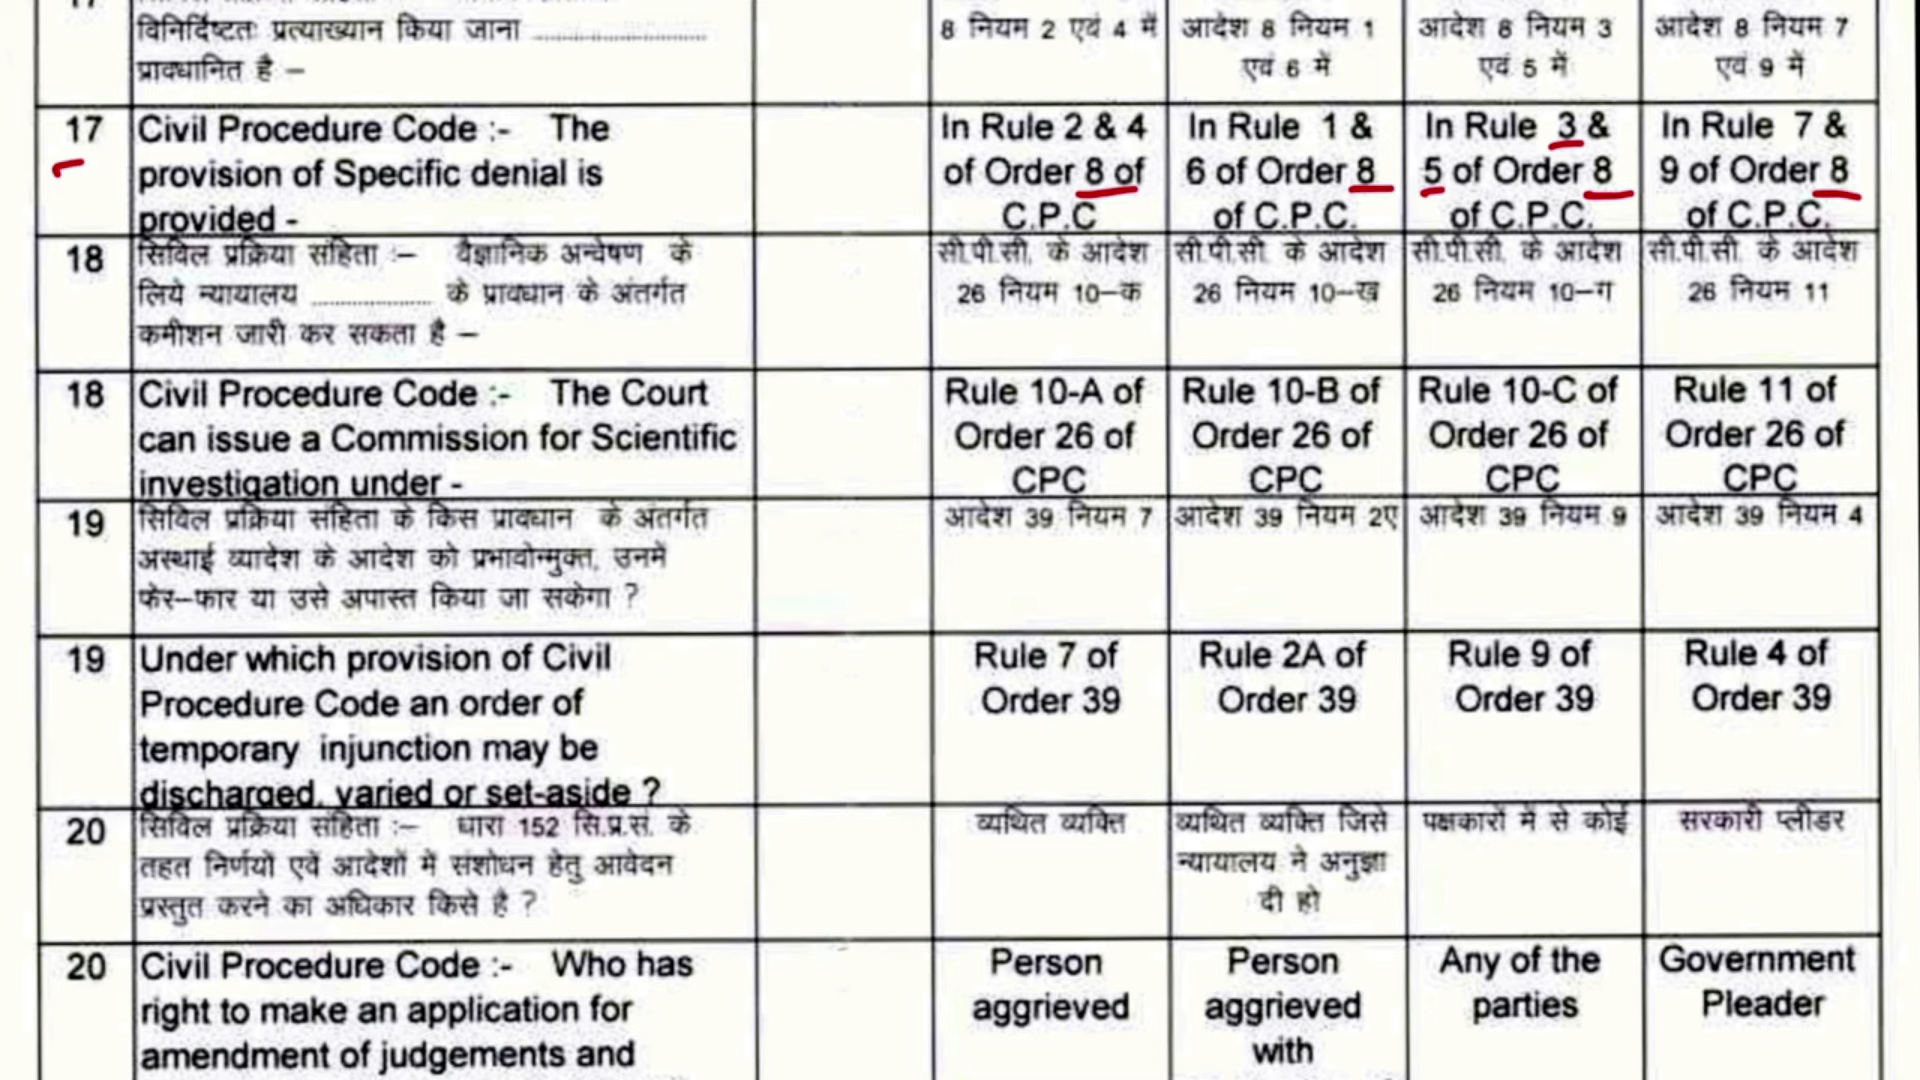 17
विनिर्दिष्टतः प्रत्याख्यान किया जाना ........................
प्रावधानित है –
8 नियम 2 एवं 4 में
आदेश 8 नियम 1
एवं 6 में
आदेश 8 नियम 3
एवं 5 में
आदेश 8 नियम 7
एवं 9 में
17
Civil Procedure Code :- The
provision of Specific denial is
provided -
In Rule 2 & 4
of Order 8 of
C.P.C
In Rule 1 &
6 of Order 8
of C.P.C.
In Rule 3 &
5 of Order 8
of C.P.C.
In Rule 7 &
9 of Order 8
of C.P.C.
18
सिविल प्रक्रिया संहिता :– वैज्ञानिक अन्वेषण के
लिये न्यायालय ................ के प्रावधान के अंतर्गत
कमीशन जारी कर सकता है –
सी.पी.सी. के आदेश
26 नियम 10–क
सी.पी.सी. के आदेश
26 नियम 10–ख
सी.पी.सी. के आदेश
26 नियम 10–ग
सी.पी.सी. के आदेश
26 नियम 11
18
Civil Procedure Code :- The Court
can issue a Commission for Scientific
investigation under -
Rule 10-A of
Order 26 of
CPC
Rule 10-B of
Order 26 of
CPC
Rule 10-C of
Order 26 of
CPC
Rule 11 of
Order 26 of
CPC
19
सिविल प्रक्रिया संहिता के किस प्रावधान के अंतर्गत
अस्थाई व्यादेश के आदेश को प्रभावोन्मुक्त, उनमें
फेर–फार या उसे अपास्त किया जा सकेगा ?
आदेश 39 नियम 7
आदेश 39 नियम 2ए
आदेश 39 नियम 9
आदेश 39 नियम 4
19
Under which provision of Civil
Procedure Code an order of
temporary injunction may be
discharged, varied or set-aside ?
Rule 7 of
Order 39
Rule 2A of
Order 39
Rule 9 of
Order 39
Rule 4 of
Order 39
20
सिविल प्रक्रिया संहिता :– धारा 152 सि.प्र.सं. के
तहत निर्णयों एवं आदेशों में संशोधन हेतु आवेदन
प्रस्तुत करने का अधिकार किसे है ?
व्यथित व्यक्ति
व्यथित व्यक्ति जिसे
न्यायालय ने अनुज्ञा
दी हो
पक्षकारों में से कोई
सरकारी प्लीडर
20
Civil Procedure Code :- Who has
right to make an application for
amendment of judgements and
Person
aggrieved
Person
aggrieved
with
Any of the
parties
Government
Pleader